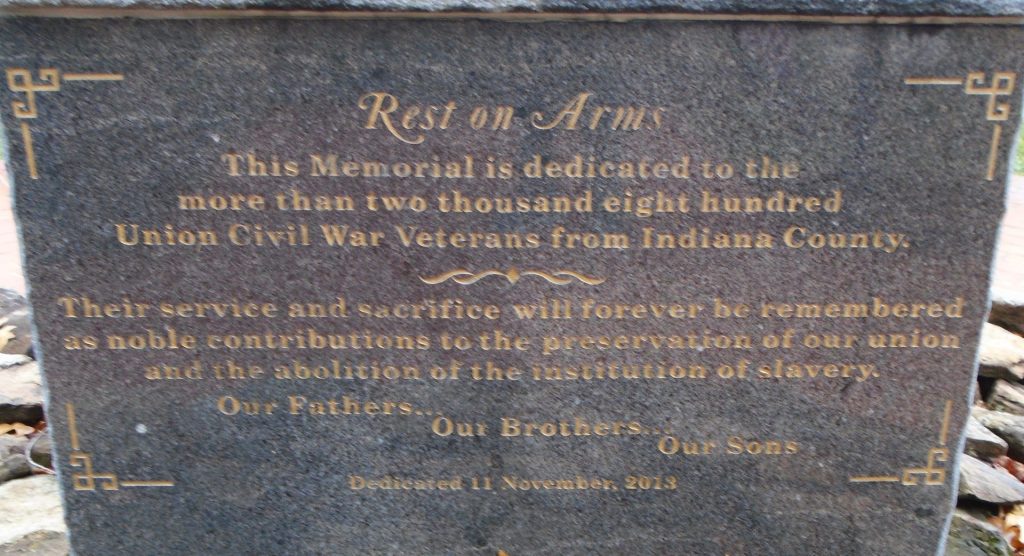 Rest on Arms
This Memorial is dedicated to the
more than two thousand eight hundred
Union Civil War Veterans from Indiana County.
Their service and sacrifice will forever be remembered
as noble contributions to the preservation of our union
and the abolition of the institution of slavery.
Our Fathers...
Our Brothers...
Our Sons
Dedicated 11 November, 2013